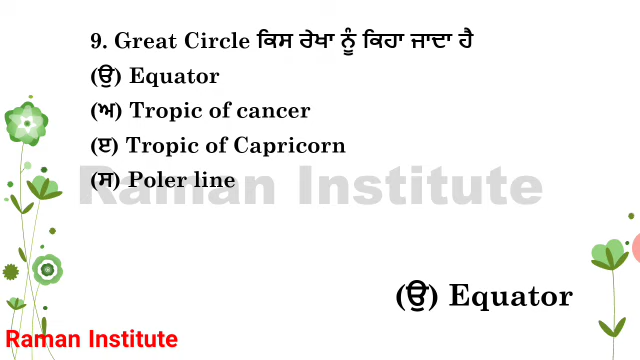 9. Great Circle ਕਿਸ ਰੇਖਾ ਨੂੰ ਕਿਹਾ ਜਾਦਾ ਹੈ
(ਉ) Equator
(ਅ) Tropic of cancer
(ੲ) Tropic of Capricorn
(ਸ) Poler line
Raman Institute
(ਉ) Equator
Raman Institute